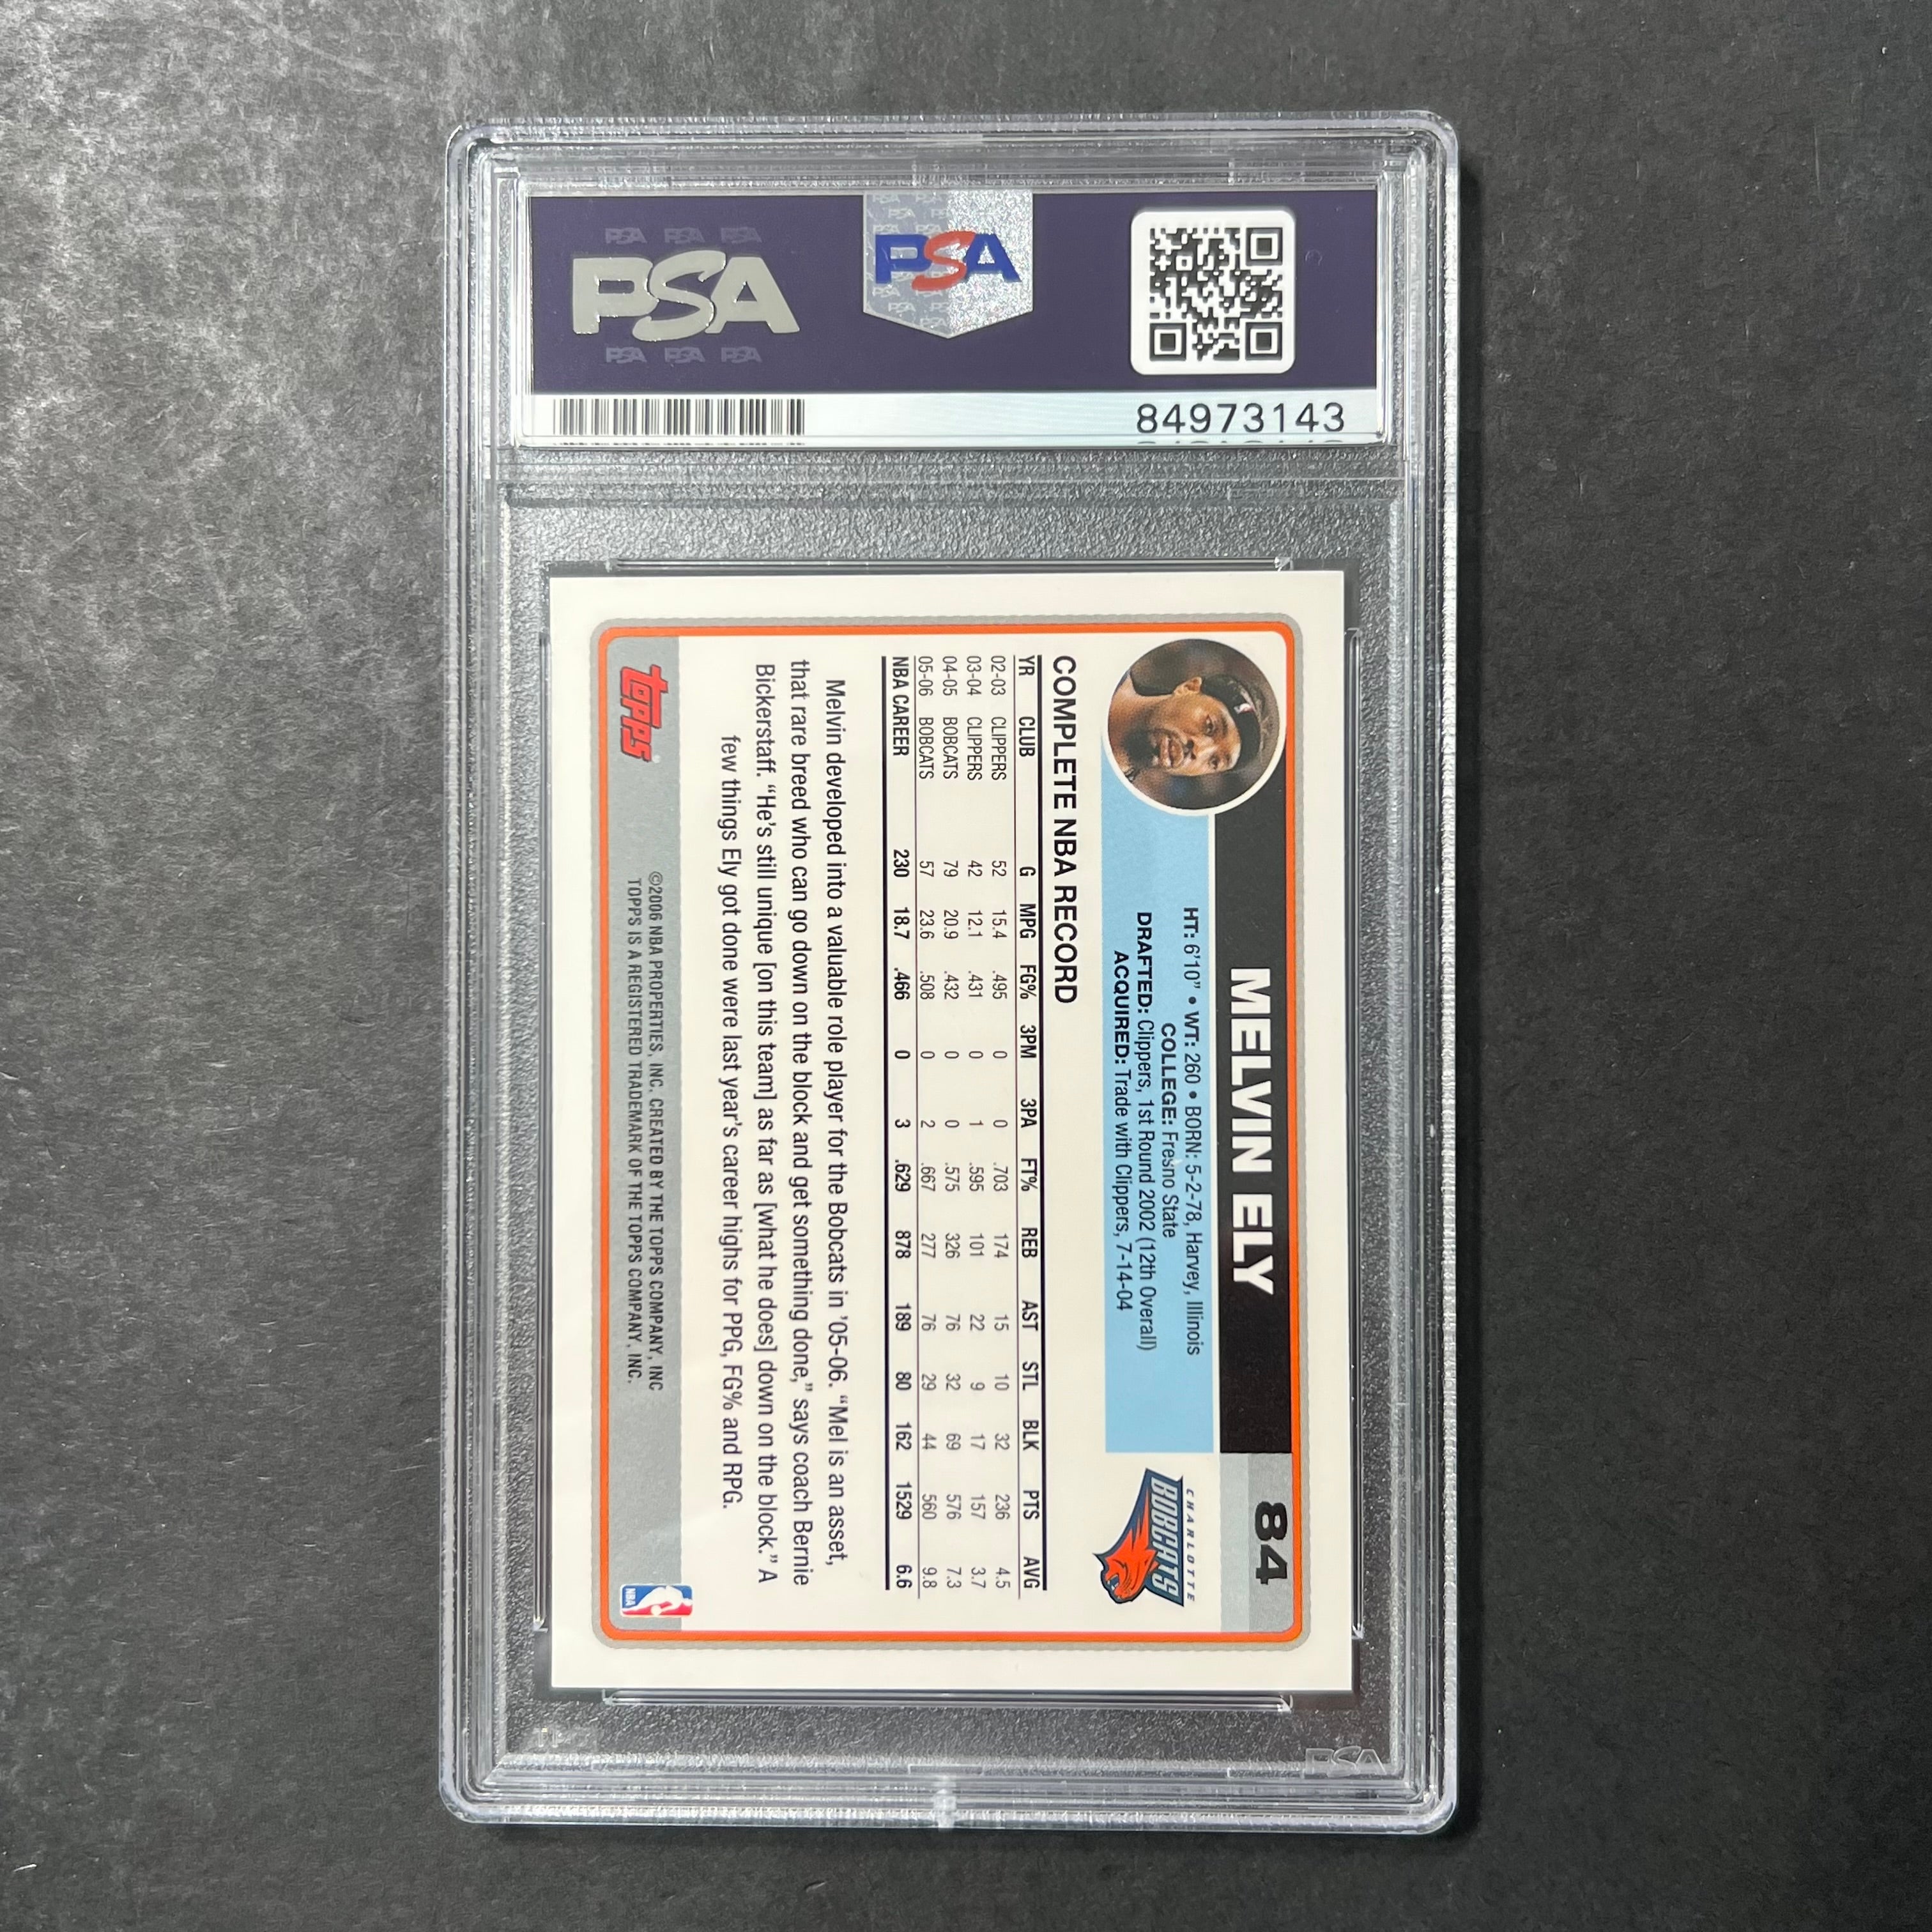 PSA PSA PSA
PSA
PSA PSA PSA
PSA
84973143
MELVIN ELY
84
HT: 6'10" • WT: 260 • BORN: 5-2-78, Harvey, Illinois
COLLEGE: Fresno State
DRAFTED: Clippers, 1st Round 2002 (12th Overall)
ACQUIRED: Trade with Clippers, 7-14-04
CHARLOTTE
BOBCATS
COMPLETE NBA RECORD
YR CLUB G MPG FG% 3PM 3PA FT% REB AST STL BLK PTS AVG
02-03 CLIPPERS 52 15.4 .495 0 0 .703 174 15 10 32 236 4.5
03-04 CLIPPERS 42 12.1 .431 0 1 .595 101 22 9 17 157 3.7
04-05 BOBCATS 79 20.9 .432 0 0 .575 326 76 32 69 576 7.3
05-06 BOBCATS 57 23.6 .508 0 2 .667 277 76 29 44 560 9.8
NBA CAREER 230 18.7 .466 0 3 .629 878 189 80 162 1529 6.6
Melvin developed into a valuable role player for the Bobcats in '05-06. “Mel is an asset,
that rare breed who can go down on the block and get something done,” says coach Bernie
Bickerstaff. “He's still unique [on this team] as far as [what he does] down on the block.” A
few things Ely got done were last year's career highs for PPG, FG% and RPG.
topps
©2006 NBA PROPERTIES, INC. CREATED BY THE TOPPS COMPANY, INC
TOPPS IS A REGISTERED TRADEMARK OF THE TOPPS COMPANY, INC.
NBA
PSA